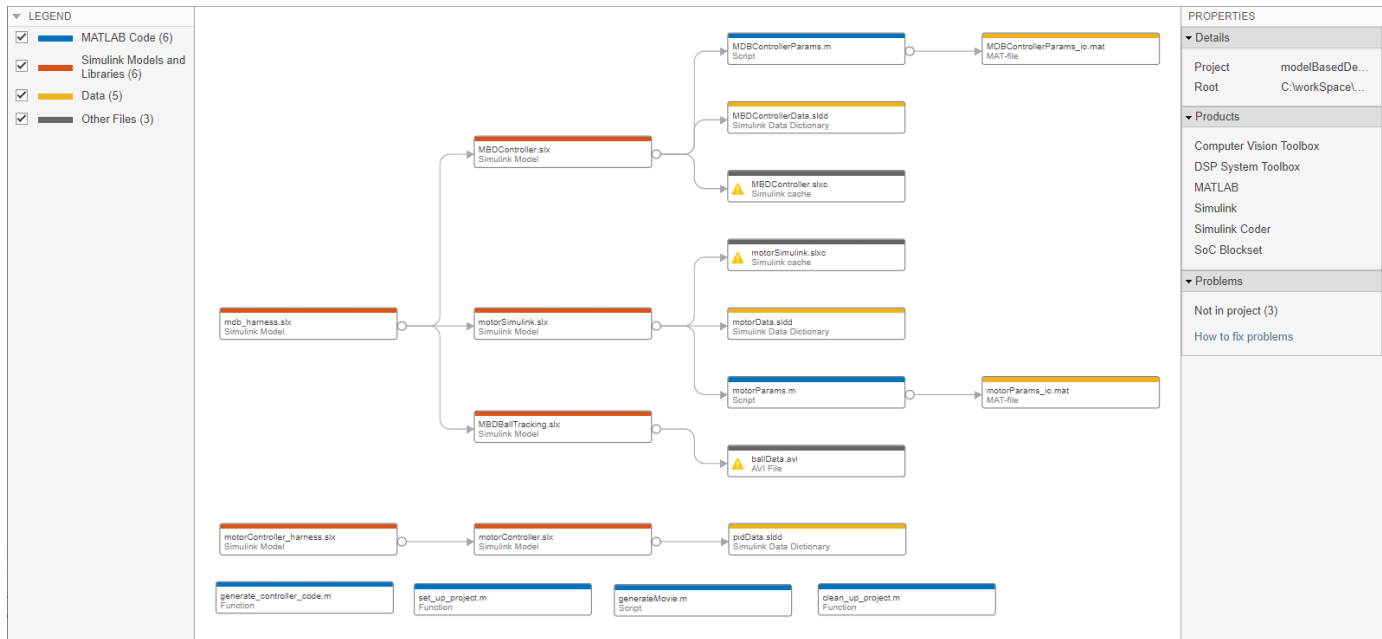 LEGEND
MATLAB Code (6)
Simulink Models and
Libraries (6)
Data (5)
Other Files (3)
MDBControllerParams.m
Script
MDBControllerParams_io.mat
MAT-file
MBDControllerData.sldd
Simulink Data Dictionary
MBDController.slx
Simulink Model
MBDController.slxc
Simulink cache
motorSimulink.slxc
Simulink cache
mdb_harness.slx
Simulink Model
motorSimulink.slx
Simulink Model
motorData.sldd
Simulink Data Dictionary
motorParams.m
Script
motorParams_io.mat
MAT-file
MBDBallTracking.slx
Simulink Model
ballData.avi
AVI File
motorController_harness.slx
Simulink Model
motorController.slx
Simulink Model
pidData.sldd
Simulink Data Dictionary
generate_controller_code.m
Function
set_up_project.m
Function
generateMovie.m
Script
clean_up_project.m
Function
PROPERTIES
Details
Project modelBasedDe...
Root C:\workSpace\...
Products
Computer Vision Toolbox
DSP System Toolbox
MATLAB
Simulink
Simulink Coder
SoC Blockset
Problems
Not in project (3)
How to fix problems